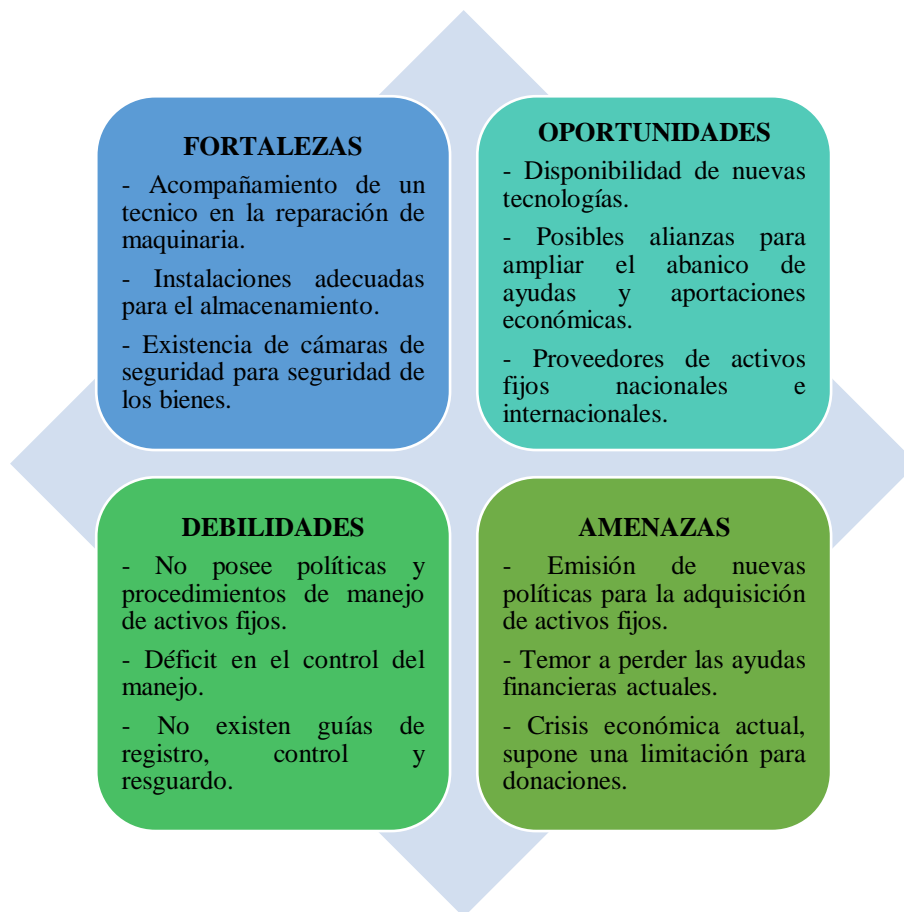 FORTALEZAS
- Acompañamiento de un
tecnico en la reparación de
maquinaria.
- Instalaciones adecuadas
para el almacenamiento.
- Existencia de cámaras de
seguridad para seguridad de
los bienes.
OPORTUNIDADES
- Disponibilidad de nuevas
tecnologías.
- Posibles alianzas para
ampliar el abanico de
ayudas y aportaciones
económicas.
- Proveedores de activos
fijos nacionales e
internacionales.
DEBILIDADES
- No posee políticas y
procedimientos de manejo
de activos fijos.
- Déficit en el control del
manejo.
- No existen guías de
registro, control y
resguardo.
AMENAZAS
- Emisión de nuevas
políticas para la adquisición
de activos fijos.
- Temor a perder las ayudas
financieras actuales.
- Crisis económica actual,
supone una limitación para
donaciones.